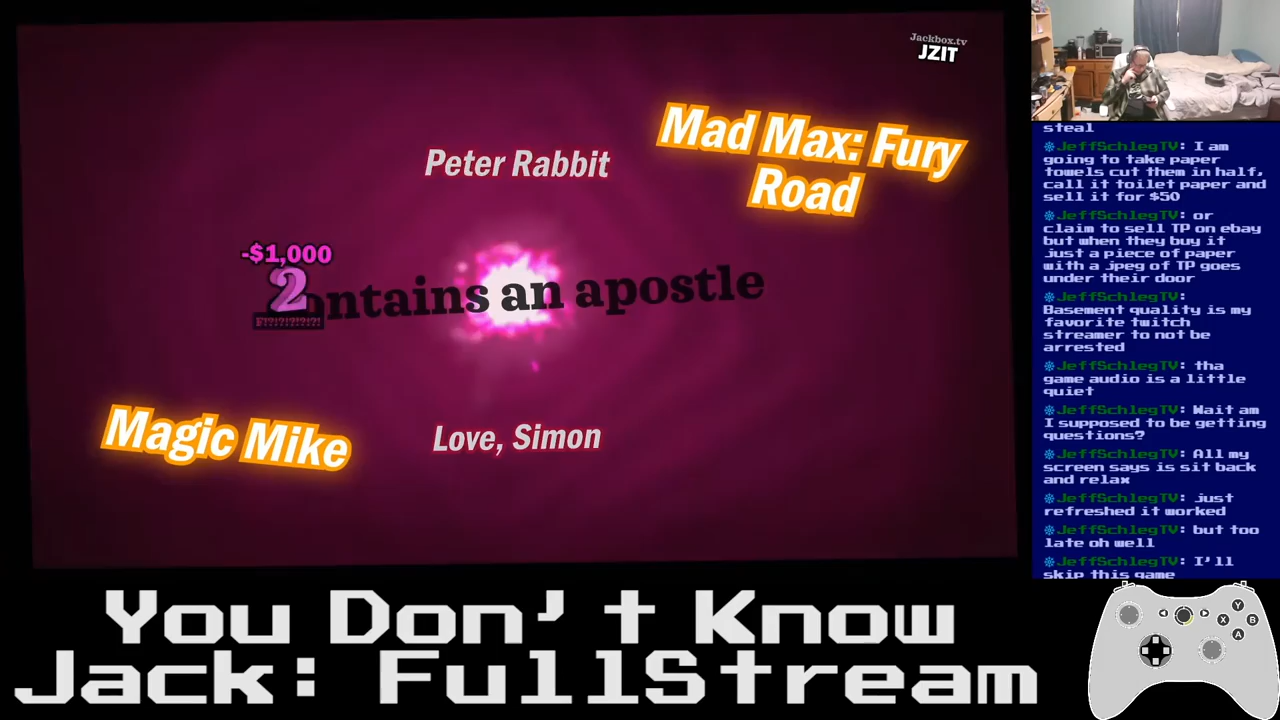 Jackbox.tv
JZIT
Mad Max: Fury
Road
Peter Rabbit
-$1,000
2
ontains an apostle
Magic Mike
Love, Simon
steal
JeffSchlegTV: I am
going to take paper
towels cut them in half,
call it toilet paper and
sell it for $50
JeffSchlegTV: or
claim to sell TP on ebay
but when they buy it
just a piece of paper
with a jpeg of TP goes
under their door
JeffSchlegTV:
Basement quality is my
favorite twitch
streamer to not be
arrested
JeffSchlegTV: tha
game audio is a little
quiet
JeffSchlegTV: Wait am
I supposed to be getting
questions?
JeffSchlegTV: All my
screen says is sit back
and relax
JeffSchlegTV: just
refreshed it worked
JeffSchlegTV: but too
late oh well
JeffSchlegTV: I'll
skip this game
You Don't Know
Jack: FullStream
Y
X
B
A